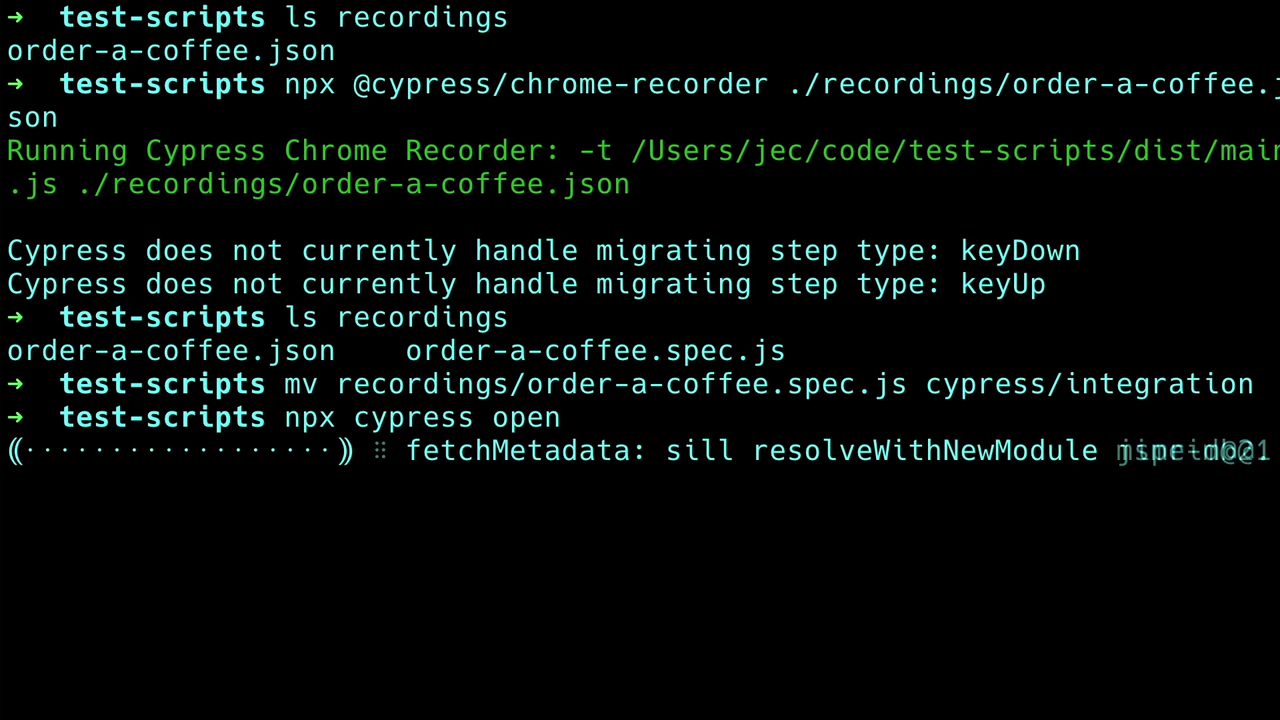 ➜  test-scripts ls recordings
order-a-coffee.json
➜  test-scripts npx @cypress/chrome-recorder ./recordings/order-a-coffee.j
son
Running Cypress Chrome Recorder: -t /Users/jec/code/test-scripts/dist/main
.js ./recordings/order-a-coffee.json
Cypress does not currently handle migrating step type: keyDown
Cypress does not currently handle migrating step type: keyUp
➜  test-scripts ls recordings
order-a-coffee.json    order-a-coffee.spec.js
➜  test-scripts mv recordings/order-a-coffee.spec.js cypress/integration
➜  test-scripts npx cypress open
⸨··················⸩ ⠿ fetchMetadata: sill resolveWithNewModule